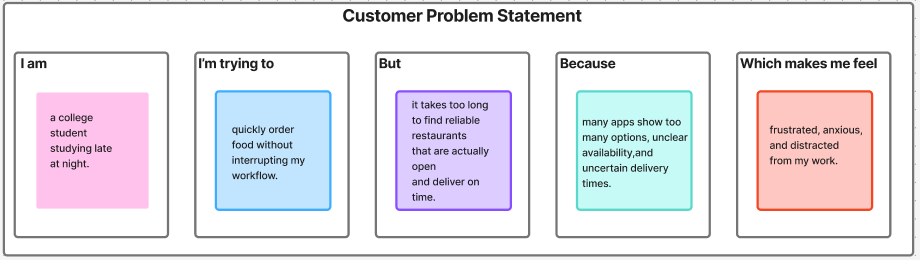 Customer Problem Statement
I am
a college
student
studying late
at night.
I'm trying to
quickly order
food without
interrupting my
workflow.
But
it takes too long
to find reliable
restaurants
that are actually
open
and deliver on
time.
Because
many apps show too
many options, unclear
availability,and
uncertain delivery
times.
Which makes me feel
frustrated, anxious,
and distracted
from my work.